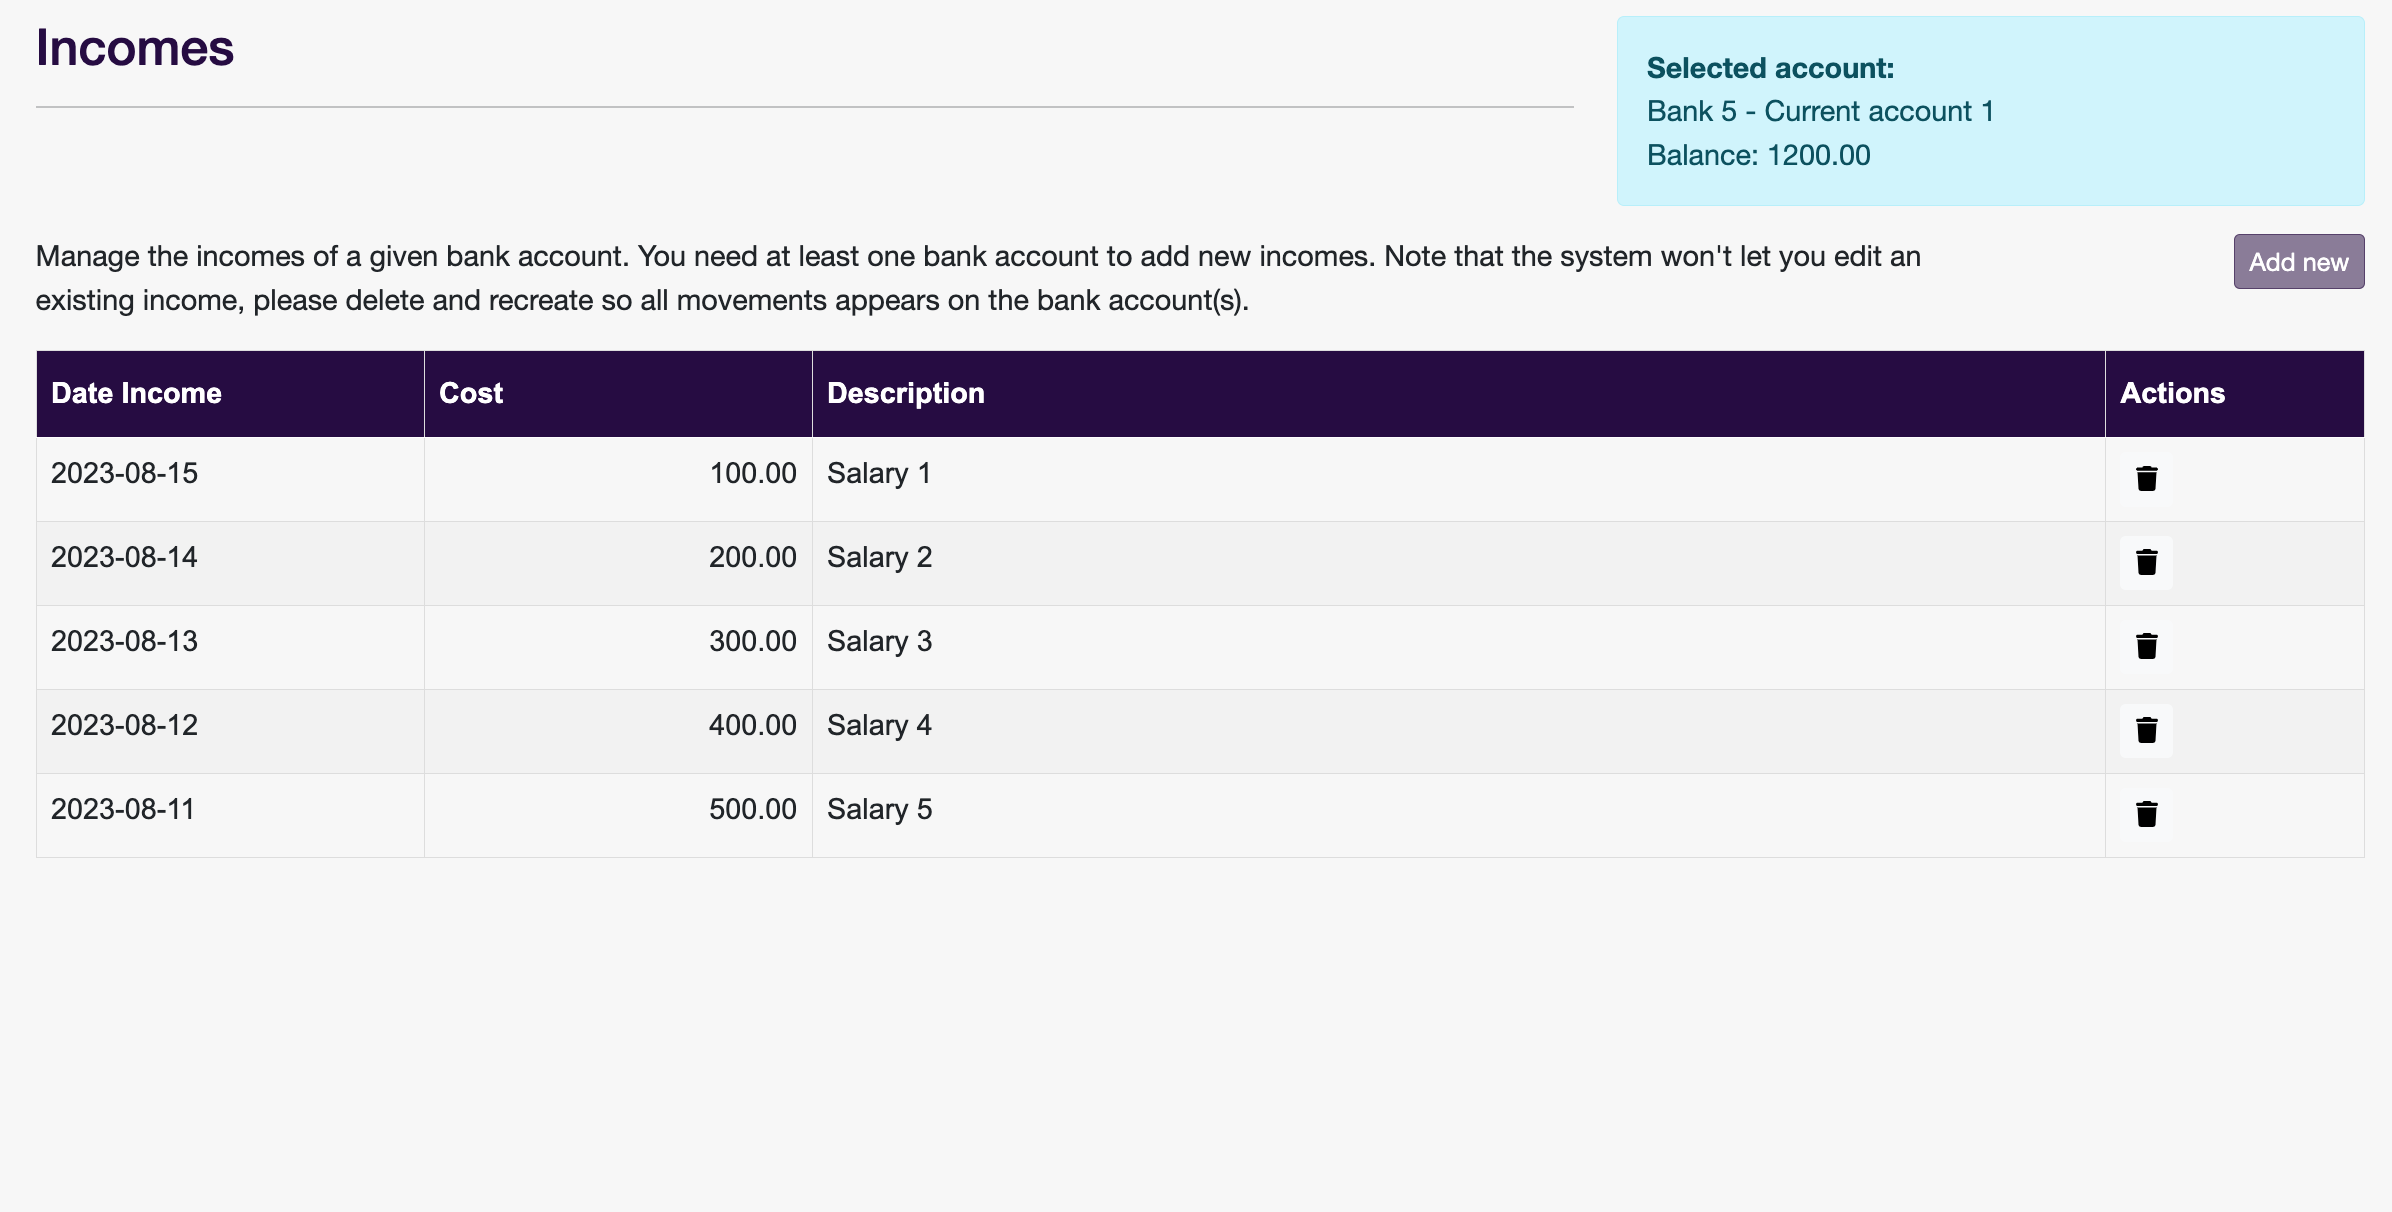 Incomes
Selected account:
Bank 5 - Current account 1
Balance: 1200.00
Manage the incomes of a given bank account. You need at least one bank account to add new incomes. Note that the system won't let you edit an
existing income, please delete and recreate so all movements appears on the bank account(s).
Add new
Date Income Cost Description Actions
2023-08-15 100.00 Salary 1
2023-08-14 200.00 Salary 2
2023-08-13 300.00 Salary 3
2023-08-12 400.00 Salary 4
2023-08-11 500.00 Salary 5